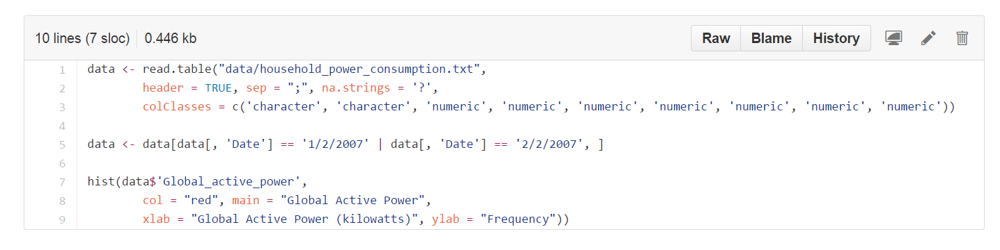 10 lines (7 sloc) 0.446 kb Raw Blame History
1 data <- read.table("data/household_power_consumption.txt",
2 header = TRUE, sep = ";", na.strings = '?',
3 colClasses = c('character', 'character', 'numeric', 'numeric', 'numeric', 'numeric', 'numeric', 'numeric', 'numeric'))
4
5 data <- data[data[, 'Date'] == '1/2/2007' | data[, 'Date'] == '2/2/2007', ]
6
7 hist(data$'Global_active_power',
8 col = "red", main = "Global Active Power",
9 xlab = "Global Active Power (kilowatts)", ylab = "Frequency"))